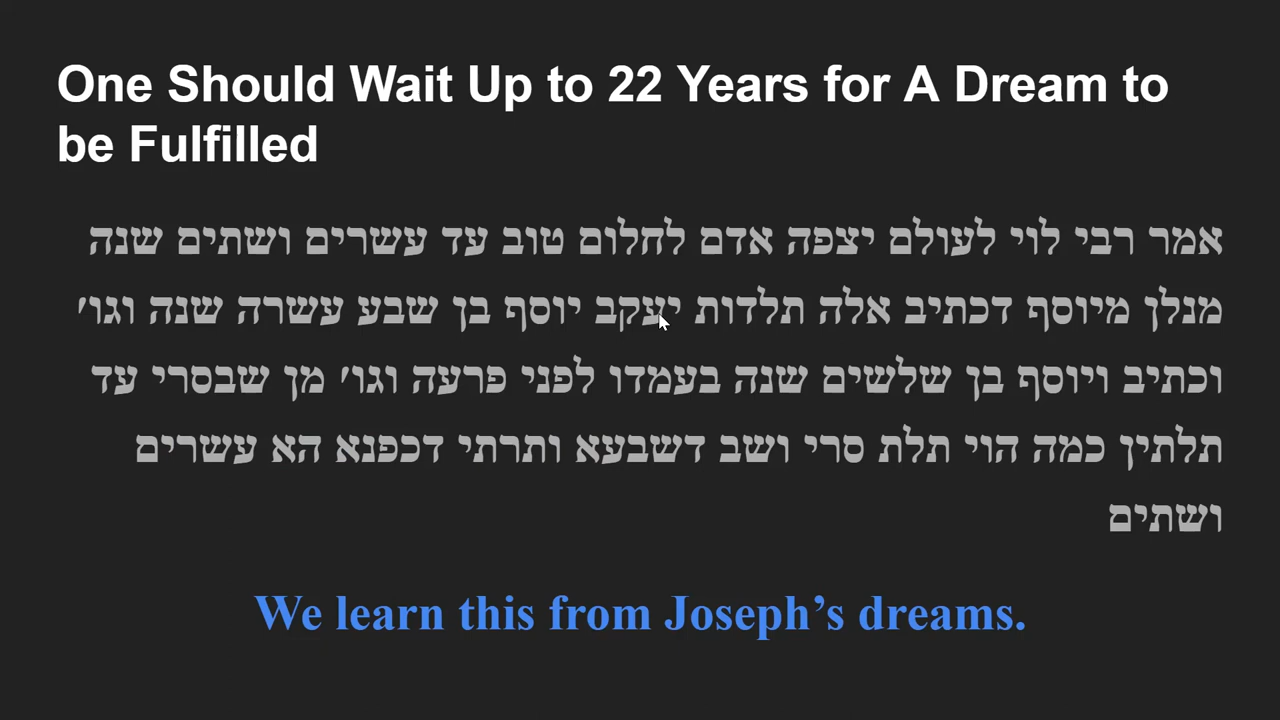 One Should Wait Up to 22 Years for A Dream to
be Fulfilled
אמר רבי לוי לעולם יצפה אדם לחלום טוב עד עשרים ושתים שנה
מנלן מיוסף דכתיב אלה תלדות יעקב יוסף בן שבע עשרה שנה וגו׳
וכתיב ויוסף בן שלשים שנה בעמדו לפני פרעה וגו׳ מן שבסרי עד
תלתין כמה הוי תלת סרי ושב דשבעא ותרתי דכפנא הא עשרים
ושתים
We learn this from Joseph’s dreams.